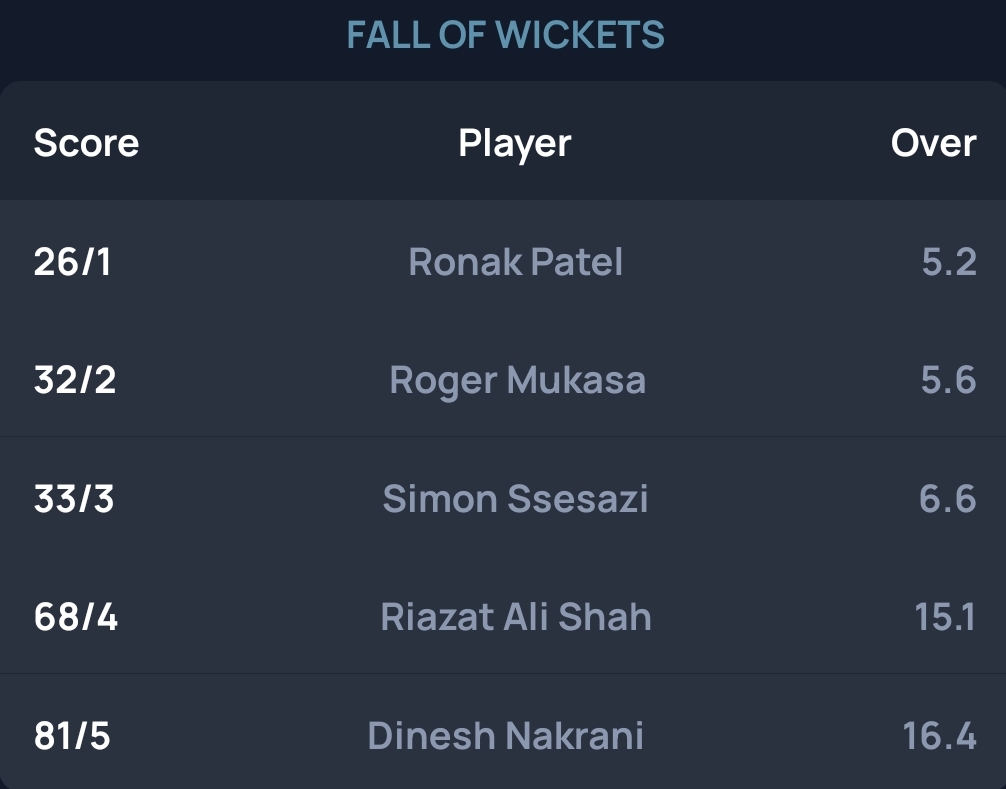 FALL OF WICKETS
Score Player Over
26/1 Ronak Patel 5.2
32/2 Roger Mukasa 5.6
33/3 Simon Ssesazi 6.6
68/4 Riazat Ali Shah 15.1
81/5 Dinesh Nakrani 16.4